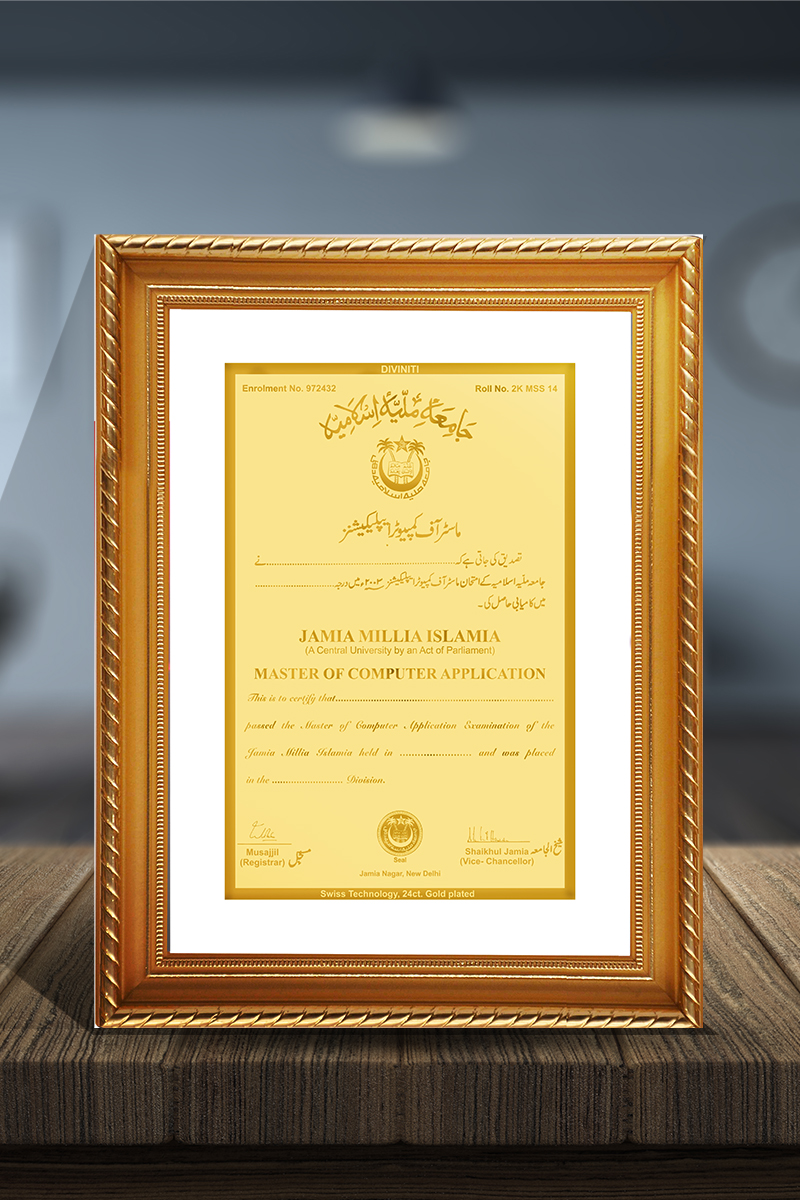 DIVINITI
Enrolment No. 972432 Roll No. 2K MSS 14
جامعہ ملیہ اسلامیہ
ماسٹر آف کمپیوٹر ایپلیکیشنز
تصدیق کی جاتی ہے کہ........................................................نے
جامعہ ملیہ اسلامیہ کے امتحان ماسٹر آف کمپیوٹر ایپلیکیشنز ۲۰۰۳ء میں درجہ........................
میں کامیابی حاصل کی۔
JAMIA MILLIA ISLAMIA
(A Central University by an Act of Parliament)
MASTER OF COMPUTER APPLICATION
This is to certify that........................................................
passed the Master of Computer Application Examination of the
Jamia Millia Islamia held in ........................ and was placed
in the ........................ Division.
Musajjil
(Registrar) مسجل
Seal
Shaikhul Jamia شیخ الجامعہ
(Vice- Chancellor)
Jamia Nagar, New Delhi
Swiss Technology, 24ct. Gold plated